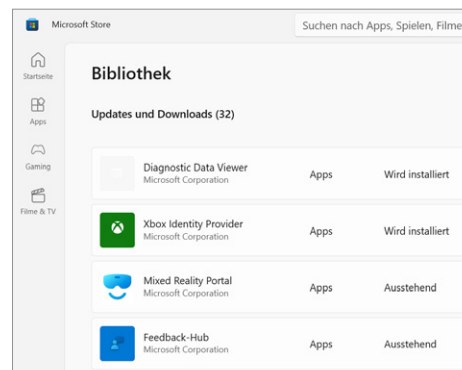 Microsoft Store
Suchen nach Apps, Spielen, Filme
Startseite
Bibliothek
Apps
Updates und Downloads (32)
Gaming
Diagnostic Data Viewer
Microsoft Corporation
Apps
Wird installiert
Filme & TV
Xbox Identity Provider
Microsoft Corporation
Apps
Wird installiert
Mixed Reality Portal
Microsoft Corporation
Apps
Ausstehend
Feedback-Hub
Microsoft Corporation
Apps
Ausstehend